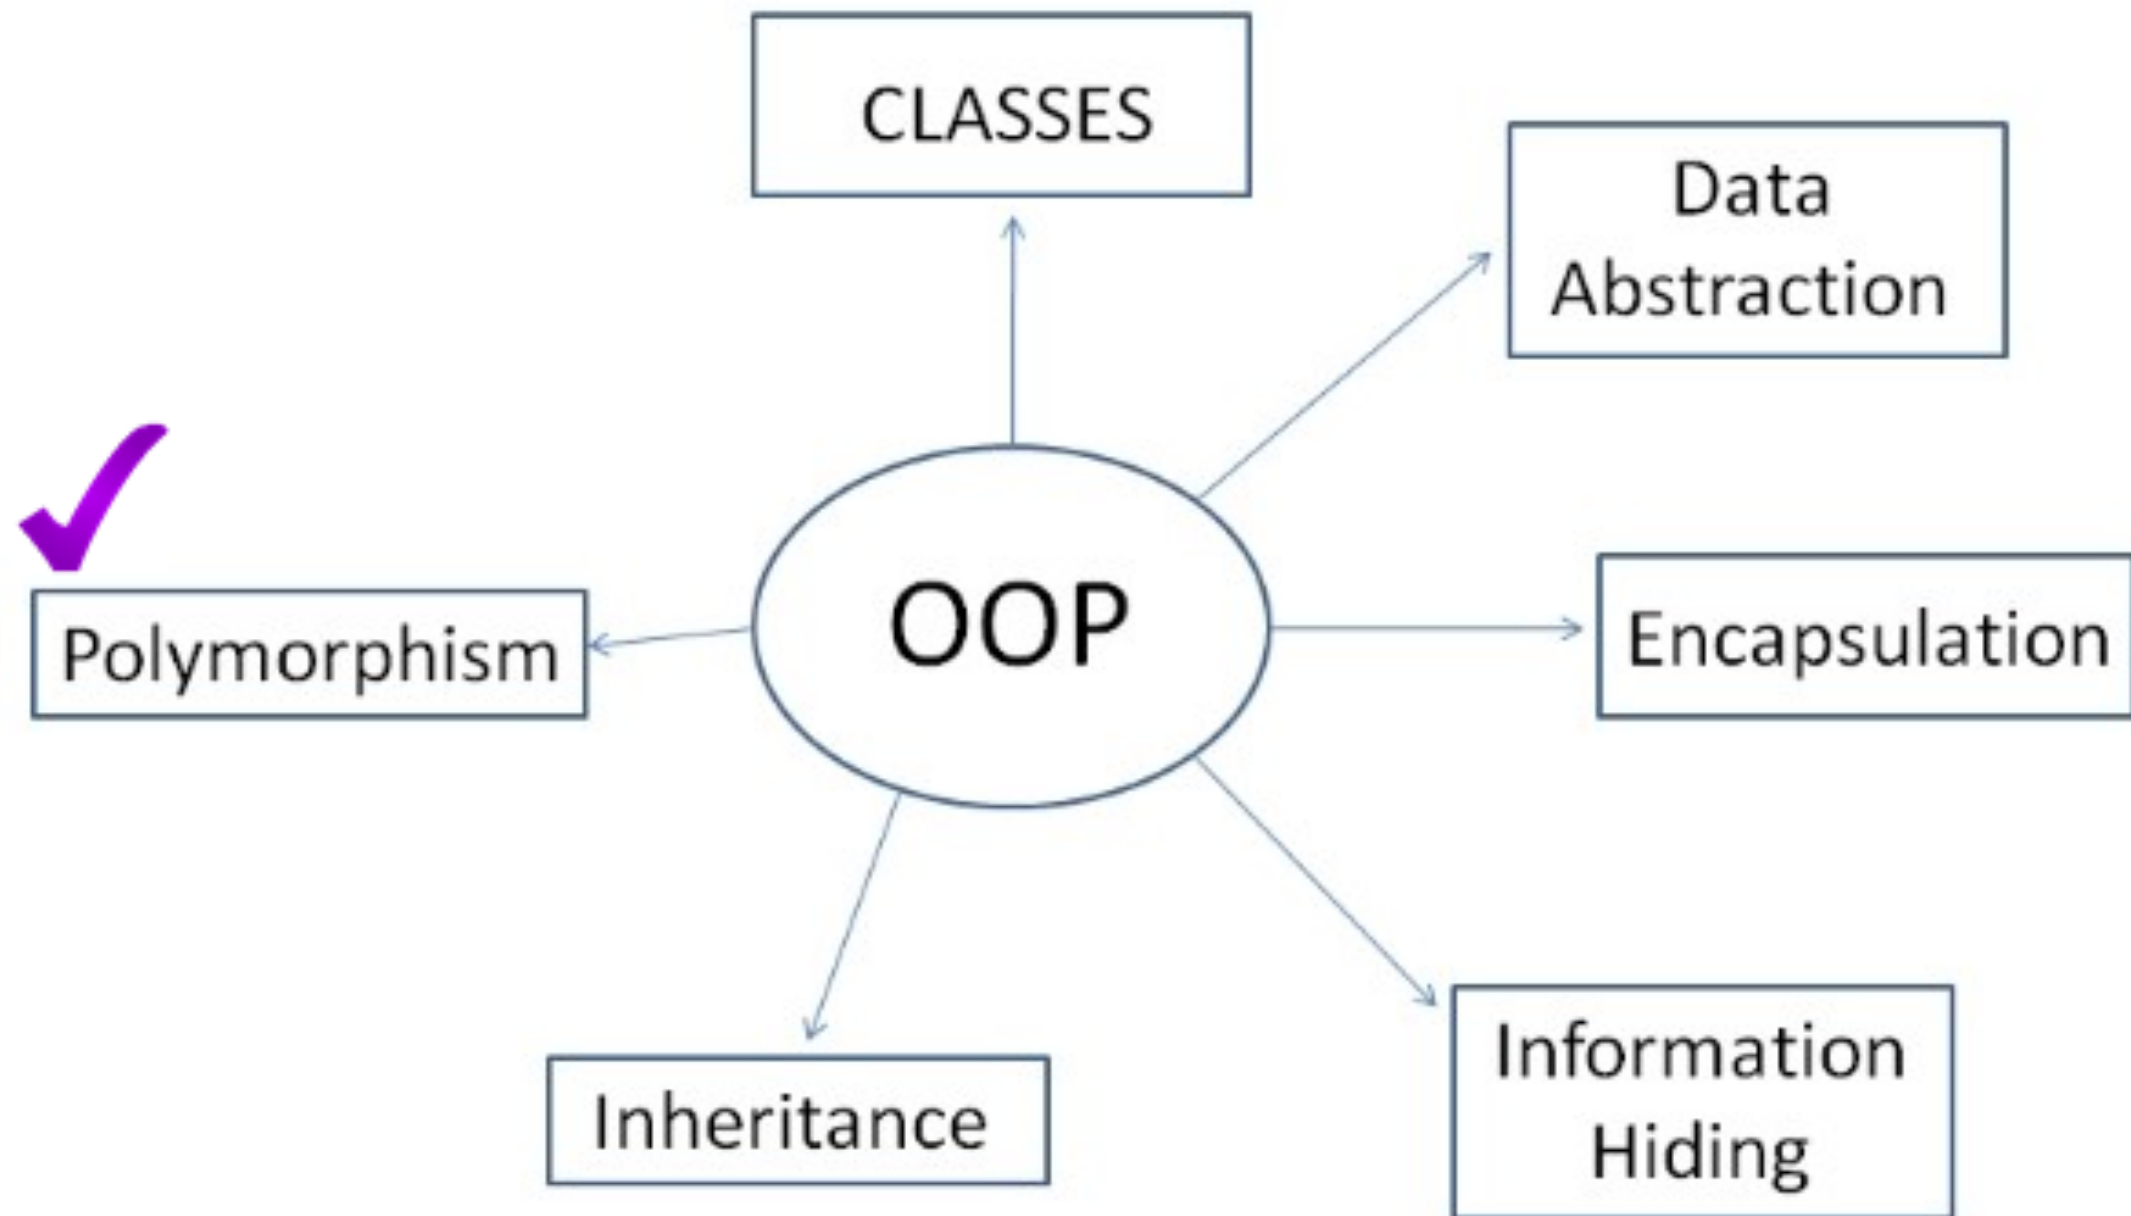 CLASSES
Data
Abstraction
Polymorphism
OOP
Encapsulation
Inheritance
Information
Hiding